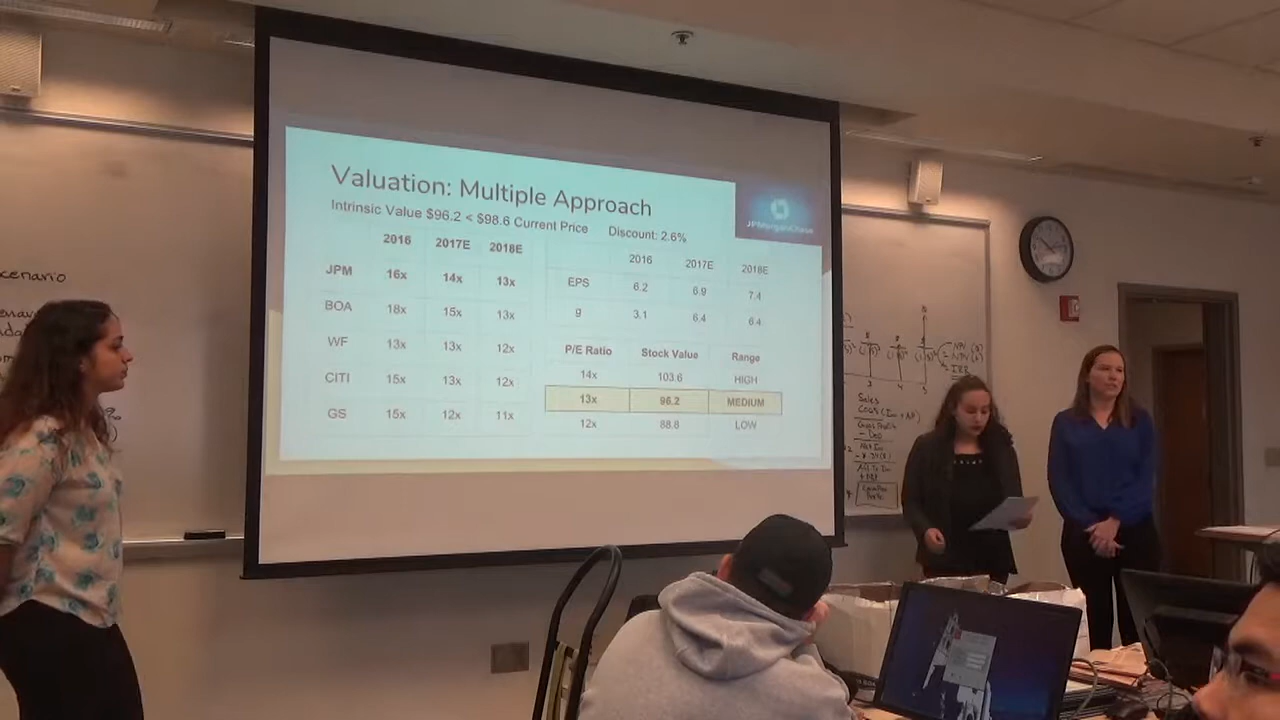 Valuation: Multiple Approach
Intrinsic Value $96.2 < $98.6 Current Price Discount: 2.6%
JPMorganChase
2016 2017E 2018E
JPM 16x 14x 13x
BOA 18x 15x 13x
WF 13x 13x 12x
CITI 15x 13x 12x
GS 15x 12x 11x
2016 2017E 2018E
EPS 6.2 6.9 7.4
g 3.1 6.4 6.4
P/E Ratio Stock Value Range
14x 103.6 HIGH
13x 96.2 MEDIUM
12x 88.8 LOW
cenario
Sales